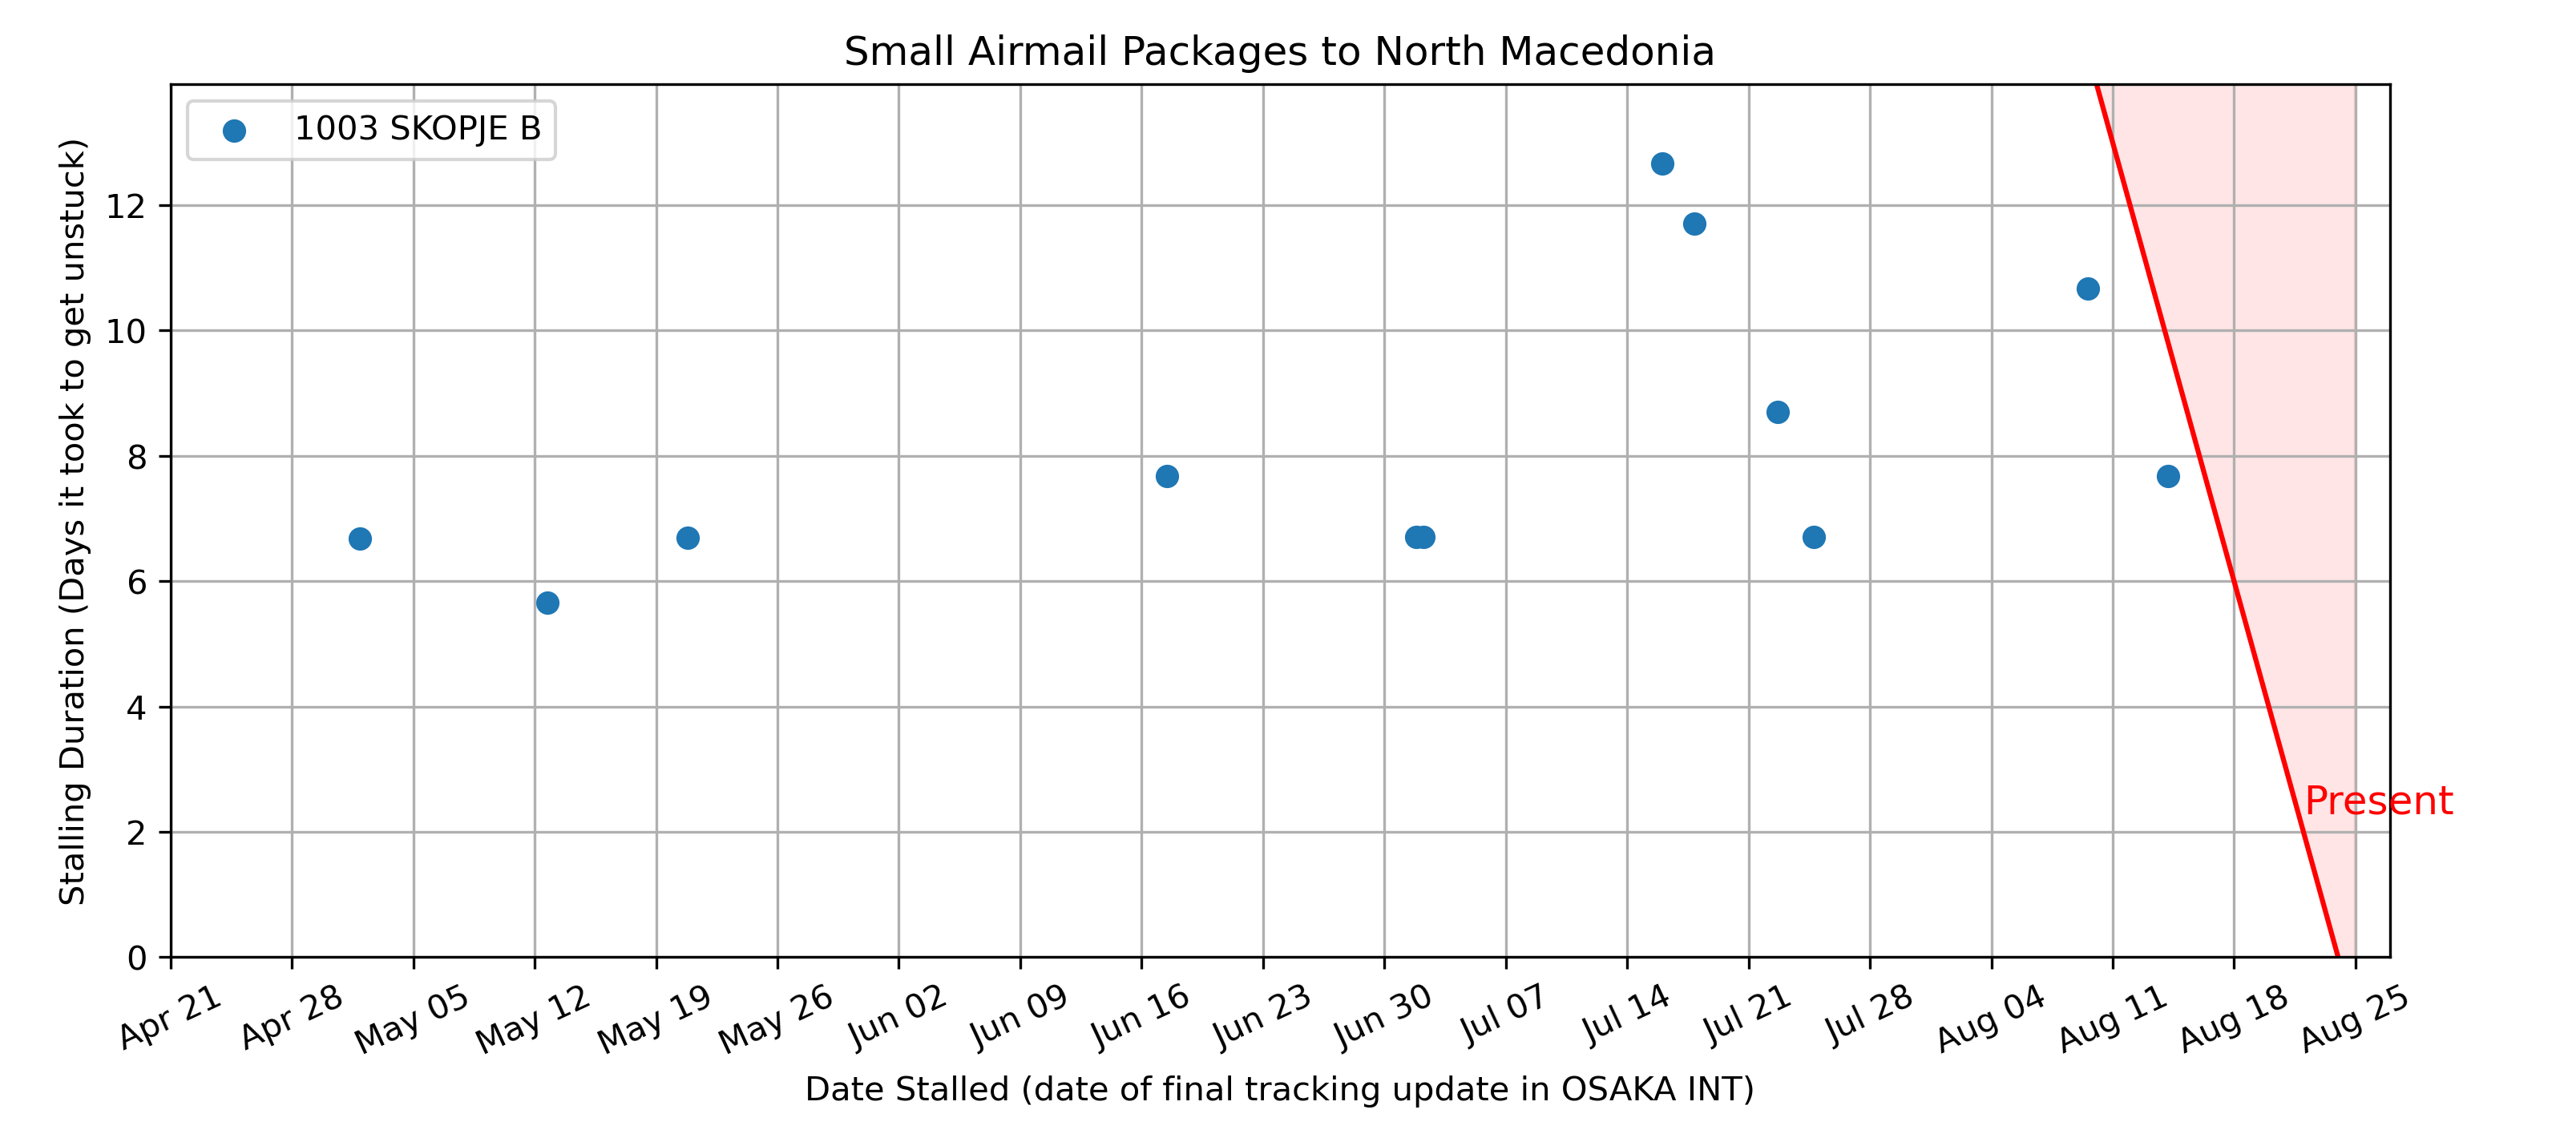 Small Airmail Packages to North Macedonia
1003 SKOPJE B
Stalling Duration (Days it took to get unstuck)
12
10
8
6
4
2
0
Present
Apr 21
Apr 28
May 05
May 12
May 19
May 26
Jun 02
Jun 09
Jun 16
Jun 23
Jun 30
Jul 07
Jul 14
Jul 21
Jul 28
Aug 04
Aug 11
Aug 18
Aug 25
Date Stalled (date of final tracking update in OSAKA INT)